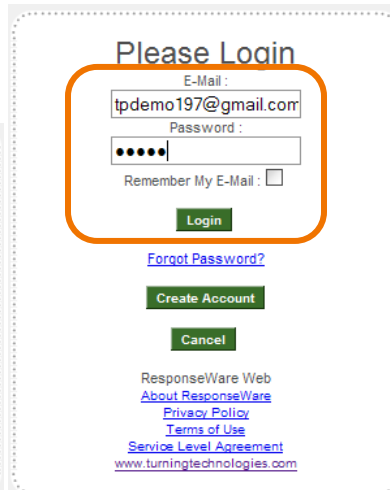 Please Login
E-Mail :
tpdemo197@gmail.com
Password :
●●●●●
Remember My E-Mail :
Login
Forgot Password?
Create Account
Cancel
ResponseWare Web
About ResponseWare
Privacy Policy
Terms of Use
Service Level Agreement
www.turningtechnologies.com